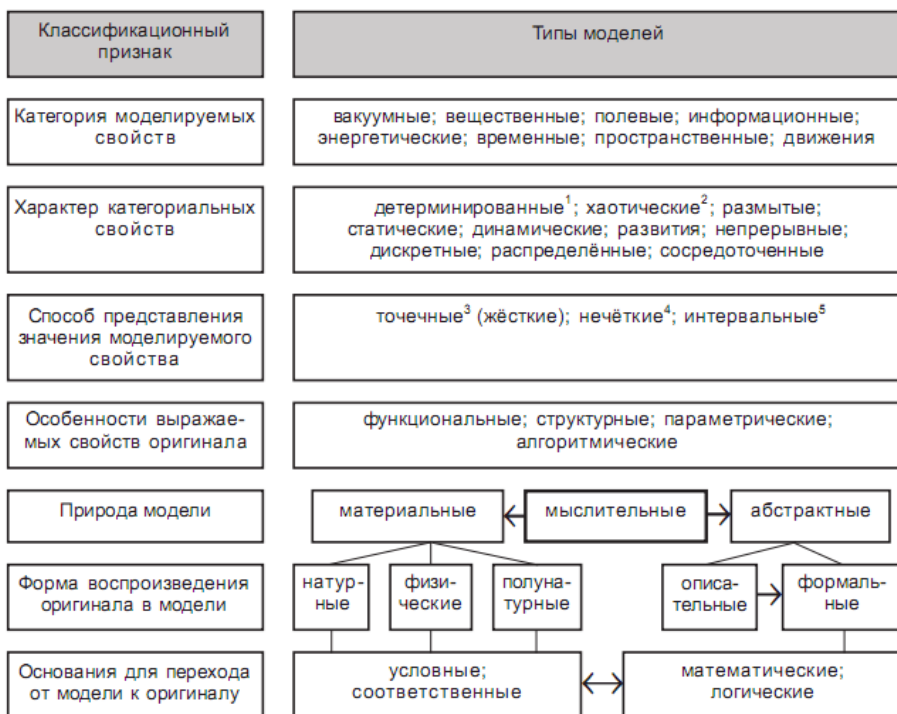 Классификационный
признак
Типы моделей
Категория моделируемых
свойств
вакуумные; вещественные; полевые; информационные;
энергетические; временные; пространственные; движения
Характер категориальных
свойств
детерминированные¹; хаотические²; размытые;
статические; динамические; развития; непрерывные;
дискретные; распределённые; сосредоточенные
Способ представления
значения моделируемого
свойства
точечные³ (жёсткие); нечёткие⁴; интервальные⁵
Особенности выражае-
мых свойств оригинала
функциональные; структурные; параметрические;
алгоритмические
Природа модели
материальные
мыслительные
абстрактные
Форма воспроизведения
оригинала в модели
натур-
ные
физи-
ческие
полуна-
турные
описа-
тельные
формаль-
ные
Основания для перехода
от модели к оригиналу
условные;
соответственные
математические;
логические